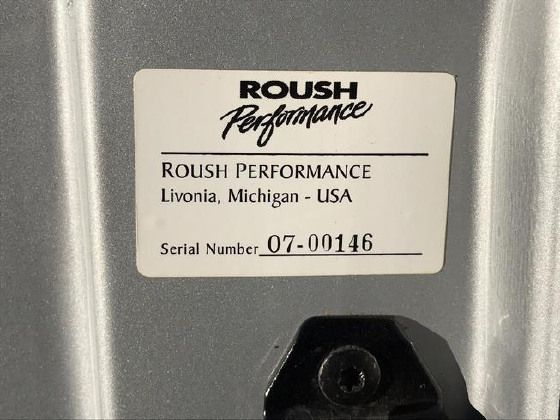 ROUSH
Performance
ROUSH PERFORMANCE
Livonia, Michigan - USA
Serial Number 07-00146